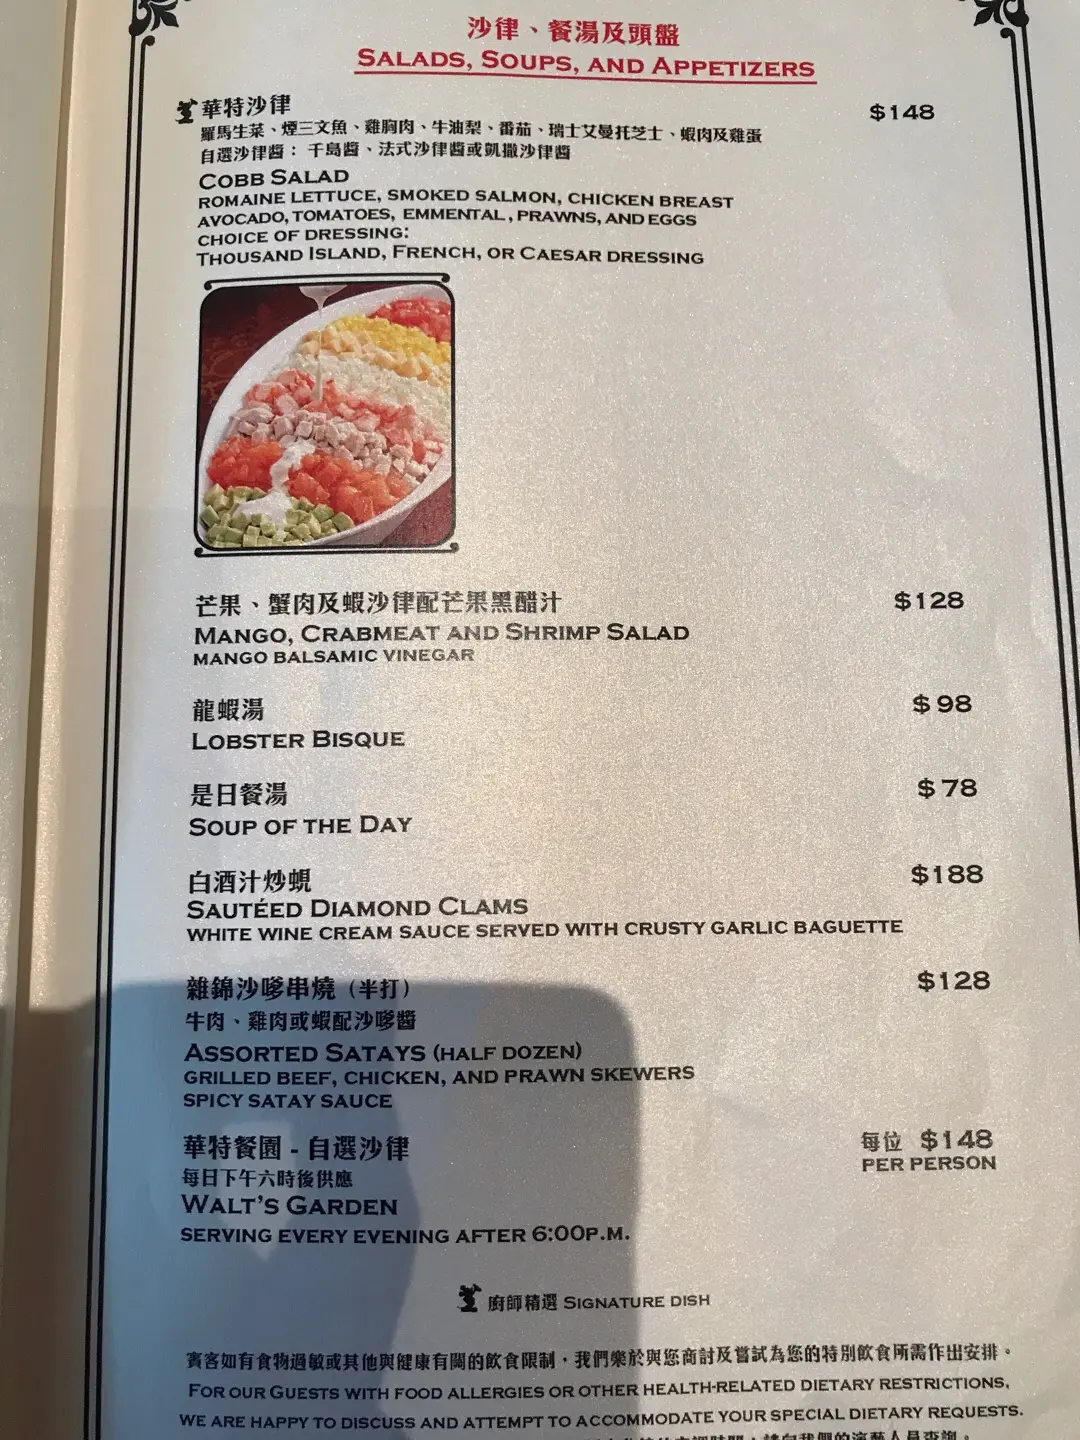 沙律、餐湯及頭盤
SALADS, SOUPS, AND APPETIZERS
華特沙律 $148
羅馬生菜、煙三文魚、雞胸肉、牛油梨、番茄、瑞士艾曼托芝士、蝦肉及雞蛋
自選沙律醬： 千島醬、法式沙律醬或凱撒沙律醬
COBB SALAD
ROMAINE LETTUCE, SMOKED SALMON, CHICKEN BREAST
AVOCADO, TOMATOES, EMMENTAL, PRAWNS, AND EGGS
CHOICE OF DRESSING:
THOUSAND ISLAND, FRENCH, OR CAESAR DRESSING
芒果、蟹肉及蝦沙律配芒果黑醋汁 $128
MANGO, CRABMEAT AND SHRIMP SALAD
MANGO BALSAMIC VINEGAR
龍蝦湯 $98
LOBSTER BISQUE
是日餐湯 $78
SOUP OF THE DAY
白酒汁炒蜆 $188
SAUTÉED DIAMOND CLAMS
WHITE WINE CREAM SAUCE SERVED WITH CRUSTY GARLIC BAGUETTE
雜錦沙嗲串燒（半打） $128
牛肉、雞肉或蝦配沙嗲醬
ASSORTED SATAYS (HALF DOZEN)
GRILLED BEEF, CHICKEN, AND PRAWN SKEWERS
SPICY SATAY SAUCE
華特餐園 - 自選沙律 每位 $148
PER PERSON
每日下午六時後供應
WALT'S GARDEN
SERVING EVERY EVENING AFTER 6:00P.M.
廚師精選 SIGNATURE DISH
賓客如有食物過敏或其他與健康有關的飲食限制，我們樂於與您商討及嘗試為您的特別飲食所需作出安排。
FOR OUR GUESTS WITH FOOD ALLERGIES OR OTHER HEALTH-RELATED DIETARY RESTRICTIONS,
WE ARE HAPPY TO DISCUSS AND ATTEMPT TO ACCOMMODATE YOUR SPECIAL DIETARY REQUESTS.